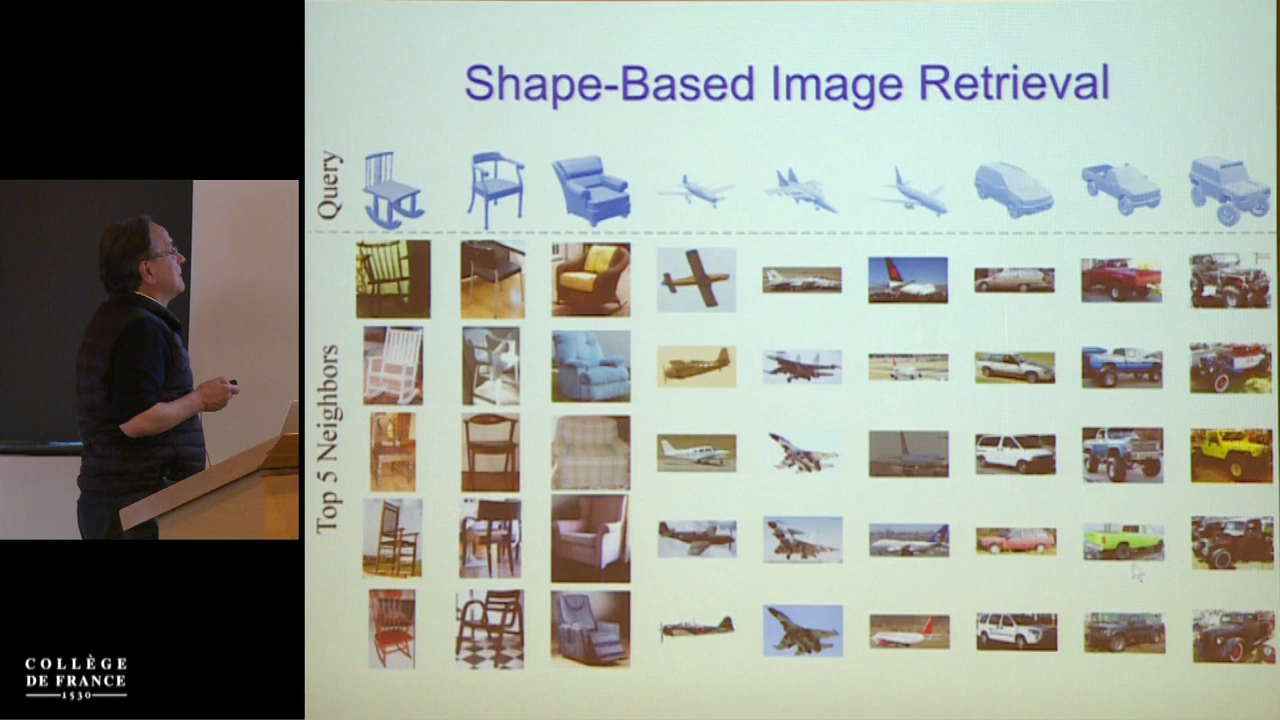 Shape-Based Image Retrieval
Query
Top 5 Neighbors
COLLÈGE
DE FRANCE
1530